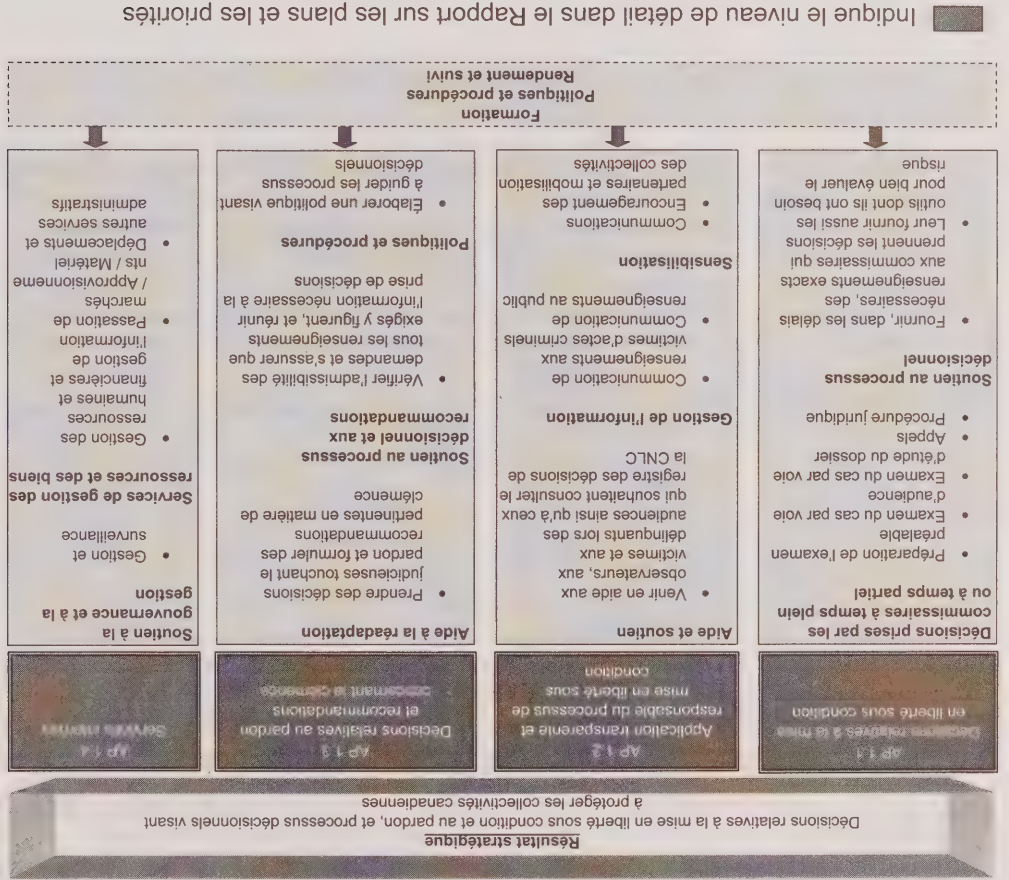 Résultat stratégique
Décisions relatives à la mise en liberté sous condition et au pardon, et processus décisionnels visant
à protéger les collectivités canadiennes
AP 1.1
Décisions relatives à la mise
en liberté sous condition
Décisions prises par les
commissaires à temps plein
ou à temps partiel
• Préparation de l'examen
préalable
• Examen du cas par voie
d'audience
• Examen du cas par voie
d'étude du dossier
• Appels
• Procédure juridique
Soutien au processus
décisionnel
• Fournir, dans les délais
nécessaires, des
renseignements exacts
aux commissaires qui
prennent les décisions
• Leur fournir aussi les
outils dont ils ont besoin
pour bien évaluer le
risque
AP 1.2
Application transparente et
responsable du processus de
mise en liberté sous
condition
Aide et soutien
• Venir en aide aux
observateurs, aux
victimes et aux
délinquants lors des
audiences ainsi qu'à ceux
qui souhaitent consulter le
registre des décisions de
la CNLC
Gestion de l'information
• Communication de
renseignements aux
victimes d'actes criminels
• Communication de
renseignements au public
Sensibilisation
• Communications
• Encouragement des
partenaires et mobilisation
des collectivités
AP 1.3
Décisions relatives au pardon
et recommandations
concernant la clémence
Aide à la réadaptation
• Prendre des décisions
judicieuses touchant le
pardon et formuler des
recommandations
pertinentes en matière de
clémence
Soutien au processus
décisionnel et aux
recommandations
• Vérifier l'admissibilité des
demandes et s'assurer que
tous les renseignements
exigés y figurent, et réunir
l'information nécessaire à la
prise de décisions
Politiques et procédures
• Élaborer une politique visant
à guider les processus
décisionnels
AP 1.4
Services internes
Soutien à la
gouvernance et à la
gestion
• Gestion et
surveillance
Services de gestion des
ressources et des biens
• Gestion des
ressources
humaines et
financières et
gestion de
l'information
• Passation de
marchés
/ Approvisionneme
nts / Matériel
• Déplacements et
autres services
administratifs
Formation
Politiques et procédures
Rendement et suivi
Indique le niveau de détail dans le Rapport sur les plans et les priorités